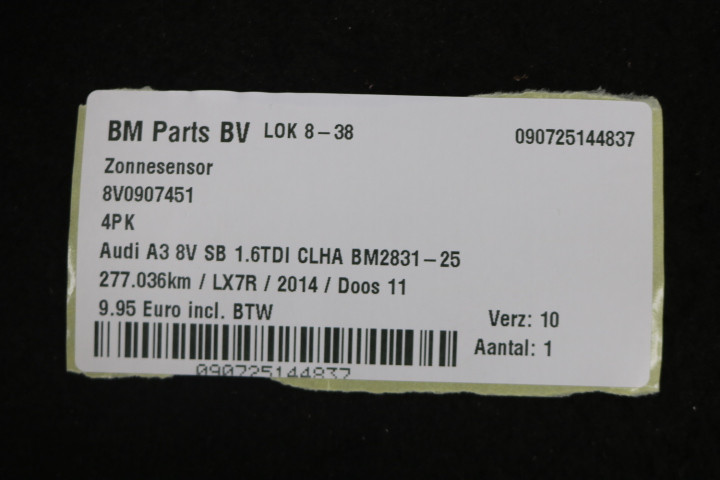 BM Parts BV LOK 8-38 090725144837
Zonnesensor
8V0907451
4PK
Audi A3 8V SB 1.6TDI CLHA BM2831-25
277.036km / LX7R / 2014 / Doos 11
9.95 Euro incl. BTW
Verz: 10
Aantal: 1
090725144837